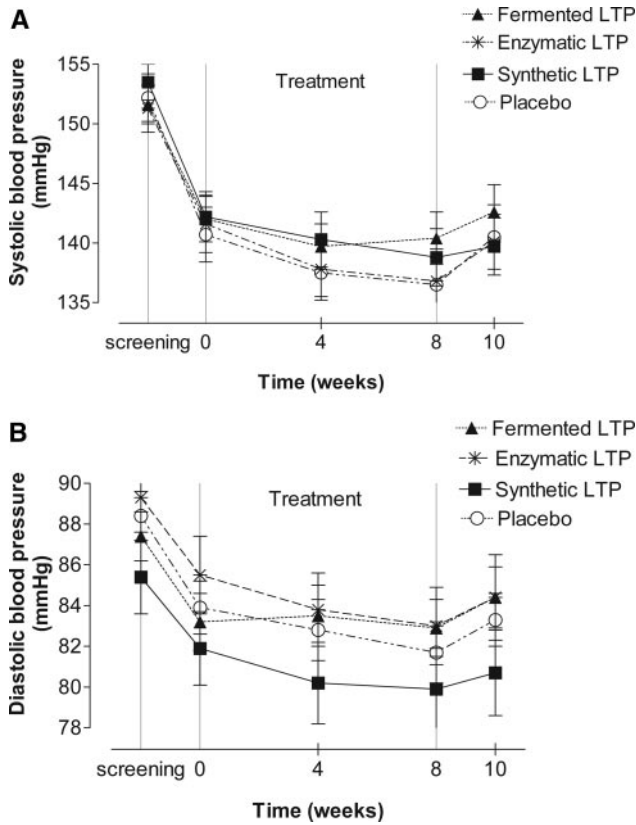 A
Fermented LTP
Enzymatic LTP
Synthetic LTP
Placebo
Treatment
Systolic blood pressure
(mmHg)
155
150
145
140
135
screening 0 4 8 10
Time (weeks)
B
Fermented LTP
Enzymatic LTP
Synthetic LTP
Placebo
Treatment
Diastolic blood pressure
(mmHg)
90
88
86
84
82
80
78
screening 0 4 8 10
Time (weeks)